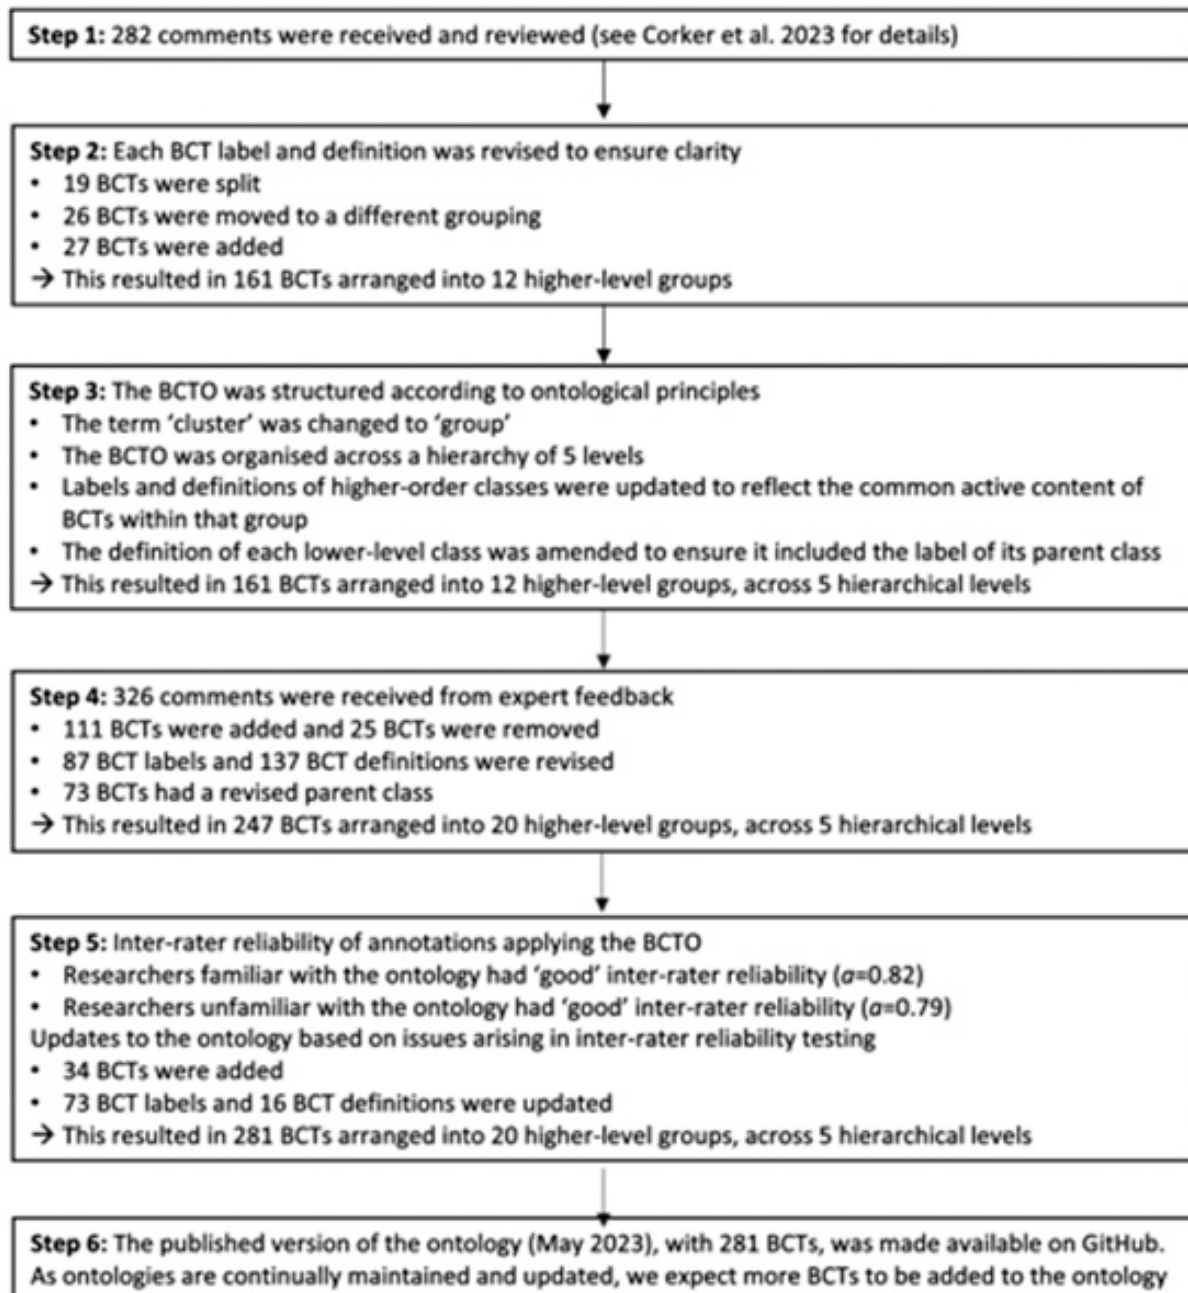 Step 1: 282 comments were received and reviewed (see Corker et al. 2023 for details)
Step 2: Each BCT label and definition was revised to ensure clarity
• 19 BCTs were split
• 26 BCTs were moved to a different grouping
• 27 BCTs were added
→ This resulted in 161 BCTs arranged into 12 higher-level groups
Step 3: The BCTO was structured according to ontological principles
• The term ‘cluster’ was changed to ‘group’
• The BCTO was organised across a hierarchy of 5 levels
• Labels and definitions of higher-order classes were updated to reflect the common active content of
BCTs within that group
• The definition of each lower-level class was amended to ensure it included the label of its parent class
→ This resulted in 161 BCTs arranged into 12 higher-level groups, across 5 hierarchical levels
Step 4: 326 comments were received from expert feedback
• 111 BCTs were added and 25 BCTs were removed
• 87 BCT labels and 137 BCT definitions were revised
• 73 BCTs had a revised parent class
→ This resulted in 247 BCTs arranged into 20 higher-level groups, across 5 hierarchical levels
Step 5: Inter-rater reliability of annotations applying the BCTO
• Researchers familiar with the ontology had ‘good’ inter-rater reliability (α=0.82)
• Researchers unfamiliar with the ontology had ‘good’ inter-rater reliability (α=0.79)
Updates to the ontology based on issues arising in inter-rater reliability testing
• 34 BCTs were added
• 73 BCT labels and 16 BCT definitions were updated
→ This resulted in 281 BCTs arranged into 20 higher-level groups, across 5 hierarchical levels
Step 6: The published version of the ontology (May 2023), with 281 BCTs, was made available on GitHub.
As ontologies are continually maintained and updated, we expect more BCTs to be added to the ontology